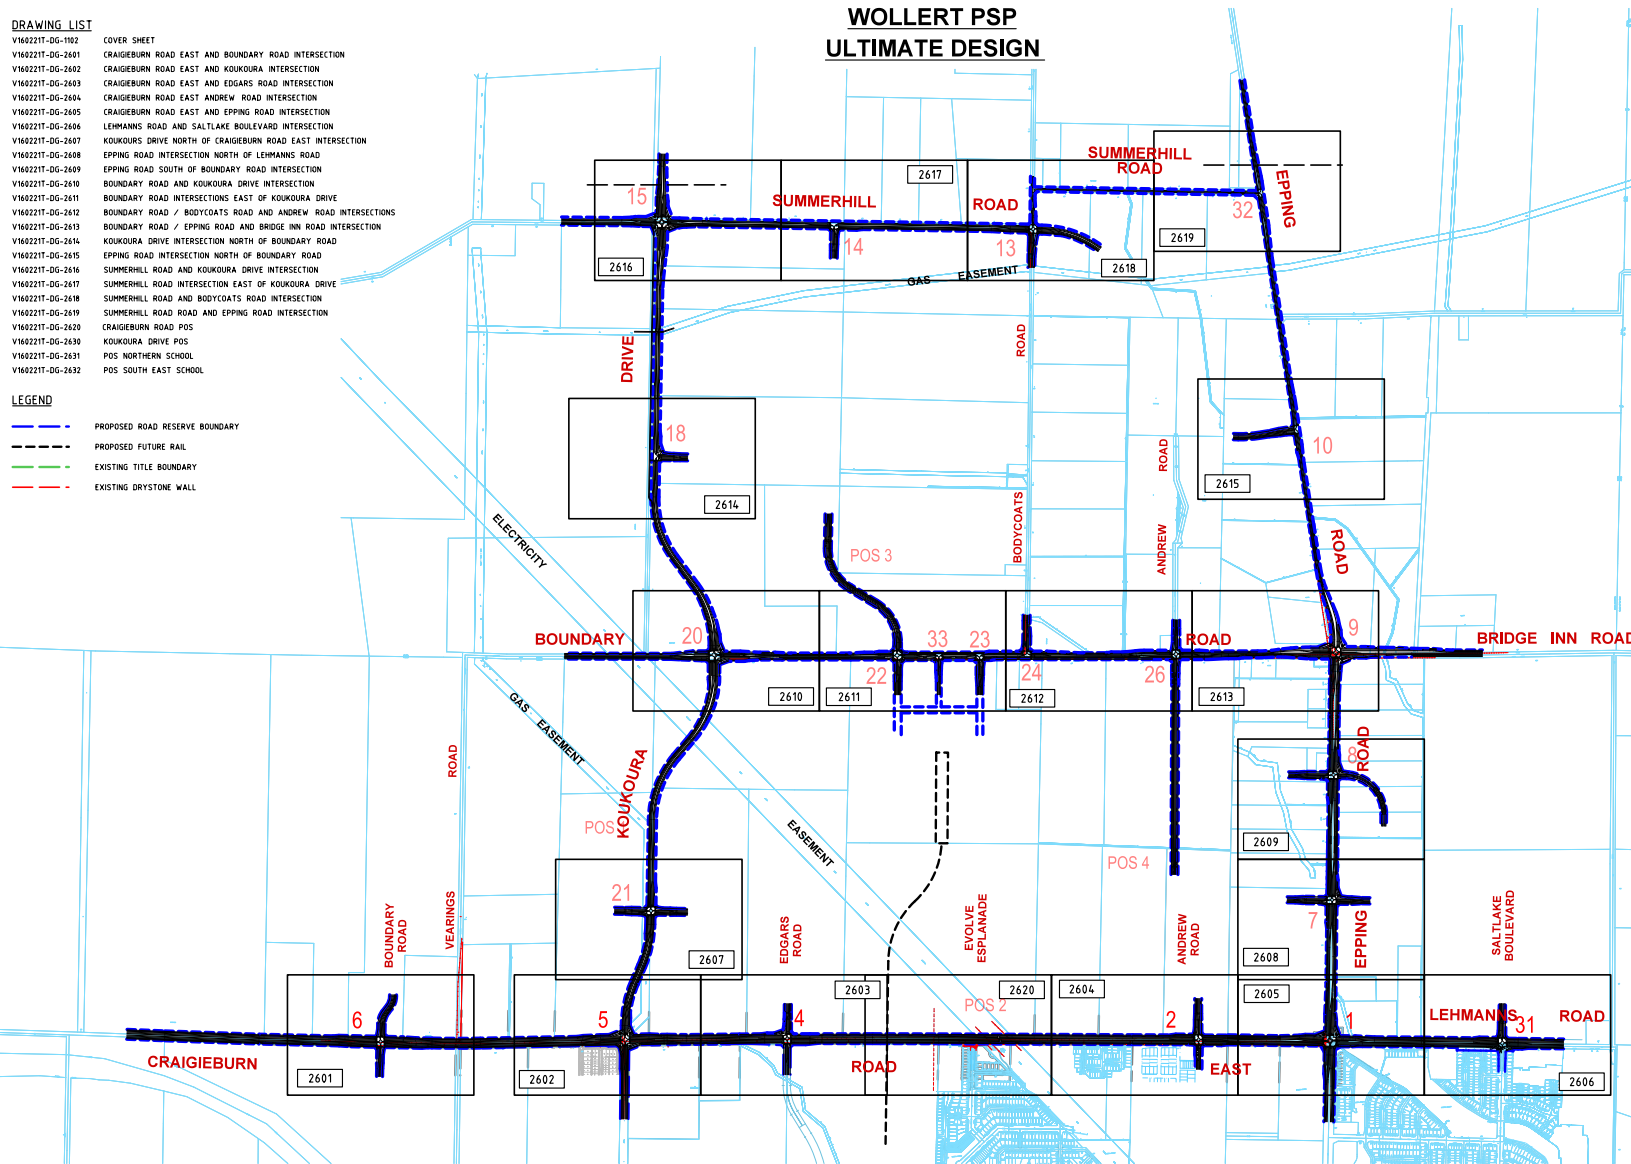 WOLLERT PSP
ULTIMATE DESIGN
DRAWING LIST
V160221T-DG-1102 COVER SHEET
V160221T-DG-2601 CRAIGIEBURN ROAD EAST AND BOUNDARY ROAD INTERSECTION
V160221T-DG-2602 CRAIGIEBURN ROAD EAST AND KOUKOURA INTERSECTION
V160221T-DG-2603 CRAIGIEBURN ROAD EAST AND EDGARS ROAD INTERSECTION
V160221T-DG-2604 CRAIGIEBURN ROAD EAST ANDREW ROAD INTERSECTION
V160221T-DG-2605 CRAIGIEBURN ROAD EAST AND EPPING ROAD INTERSECTION
V160221T-DG-2606 LEHMANNS ROAD AND SALTLAKE BOULEVARD INTERSECTION
V160221T-DG-2607 KOUKOURS DRIVE NORTH OF CRAIGIEBURN ROAD EAST INTERSECTION
V160221T-DG-2608 EPPING ROAD INTERSECTION NORTH OF LEHMANNS ROAD
V160221T-DG-2609 EPPING ROAD SOUTH OF BOUNDARY ROAD INTERSECTION
V160221T-DG-2610 BOUNDARY ROAD AND KOUKOURA DRIVE INTERSECTION
V160221T-DG-2611 BOUNDARY ROAD INTERSECTIONS EAST OF KOUKOURA DRIVE
V160221T-DG-2612 BOUNDARY ROAD / BODYCOATS ROAD AND ANDREW ROAD INTERSECTIONS
V160221T-DG-2613 BOUNDARY ROAD / EPPING ROAD AND BRIDGE INN ROAD INTERSECTION
V160221T-DG-2614 KOUKOURA DRIVE INTERSECTION NORTH OF BOUNDARY ROAD
V160221T-DG-2615 EPPING ROAD INTERSECTION NORTH OF BOUNDARY ROAD
V160221T-DG-2616 SUMMERHILL ROAD AND KOUKOURA DRIVE INTERSECTION
V160221T-DG-2617 SUMMERHILL ROAD INTERSECTION EAST OF KOUKOURA DRIVE
V160221T-DG-2618 SUMMERHILL ROAD AND BODYCOATS ROAD INTERSECTION
V160221T-DG-2619 SUMMERHILL ROAD ROAD AND EPPING ROAD INTERSECTION
V160221T-DG-2620 CRAIGIEBURN ROAD POS
V160221T-DG-2630 KOUKOURA DRIVE POS
V160221T-DG-2631 POS NORTHERN SCHOOL
V160221T-DG-2632 POS SOUTH EAST SCHOOL
LEGEND
PROPOSED ROAD RESERVE BOUNDARY
PROPOSED FUTURE RAIL
EXISTING TITLE BOUNDARY
EXISTING DRYSTONE WALL
SUMMERHILL
ROAD
2617
15
SUMMERHILL
ROAD
32
EPPING
14
13
2619
2616
2618
GAS EASEMENT
DRIVE
ROAD
18
10
ROAD
2614
2615
ELECTRICITY
BODYCOATS
ANDREW
ROAD
POS 3
BOUNDARY
20
33
23
ROAD
9
BRIDGE INN ROAD
22
24
26
2610
2611
2612
2613
GAS EASEMENT
ROAD
KOUKOURA
ROAD
8
POS
EASEMENT
2609
POS 4
21
7
VEARINGS
BOUNDARY
ROAD
EDGARS
ROAD
EVOLVE
ESPLANADE
ANDREW
ROAD
EPPING
SALTLAKE
BOULEVARD
2607
2608
2603
2620
2604
2605
POS 2
6
5
4
2
1
LEHMANNS
31
ROAD
CRAIGIEBURN
ROAD
EAST
2601
2602
2606